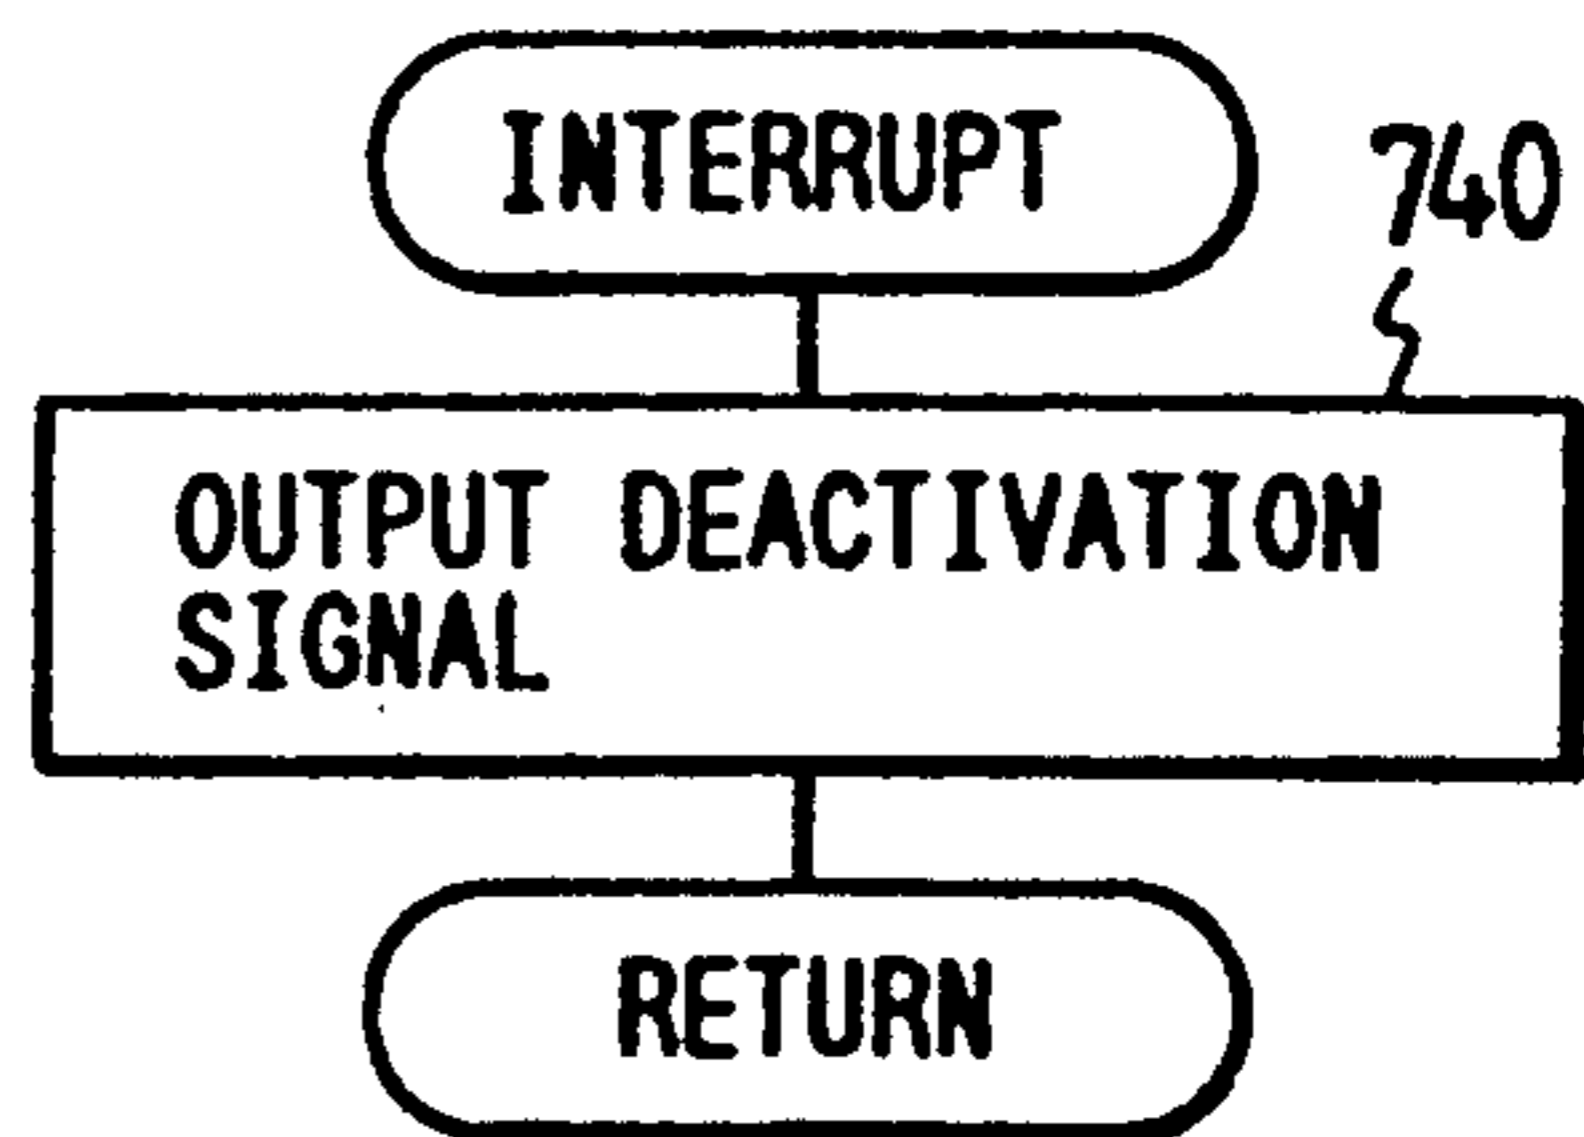 INTERRUPT
740
OUTPUT DEACTIVATION
SIGNAL
RETURN